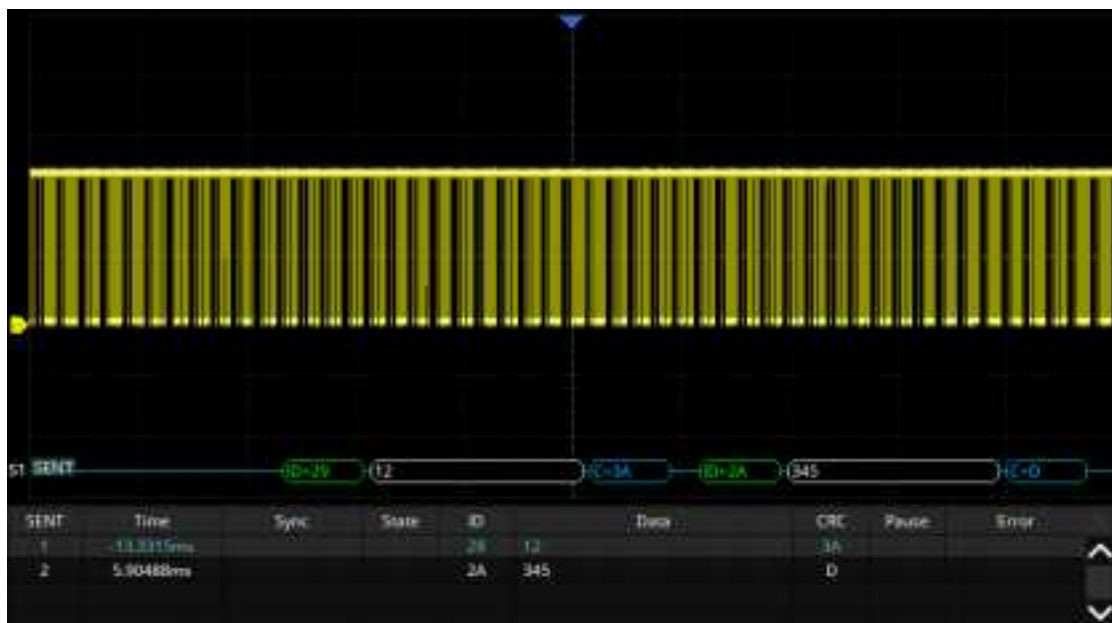 S1 SENT ID=29 12 C=3A ID=2A 345 C=D
SENT Time Sync State ID Data CRC Pause Error
1 -13.3315ms 29 12 3A
2 5.90488ms 2A 345 D